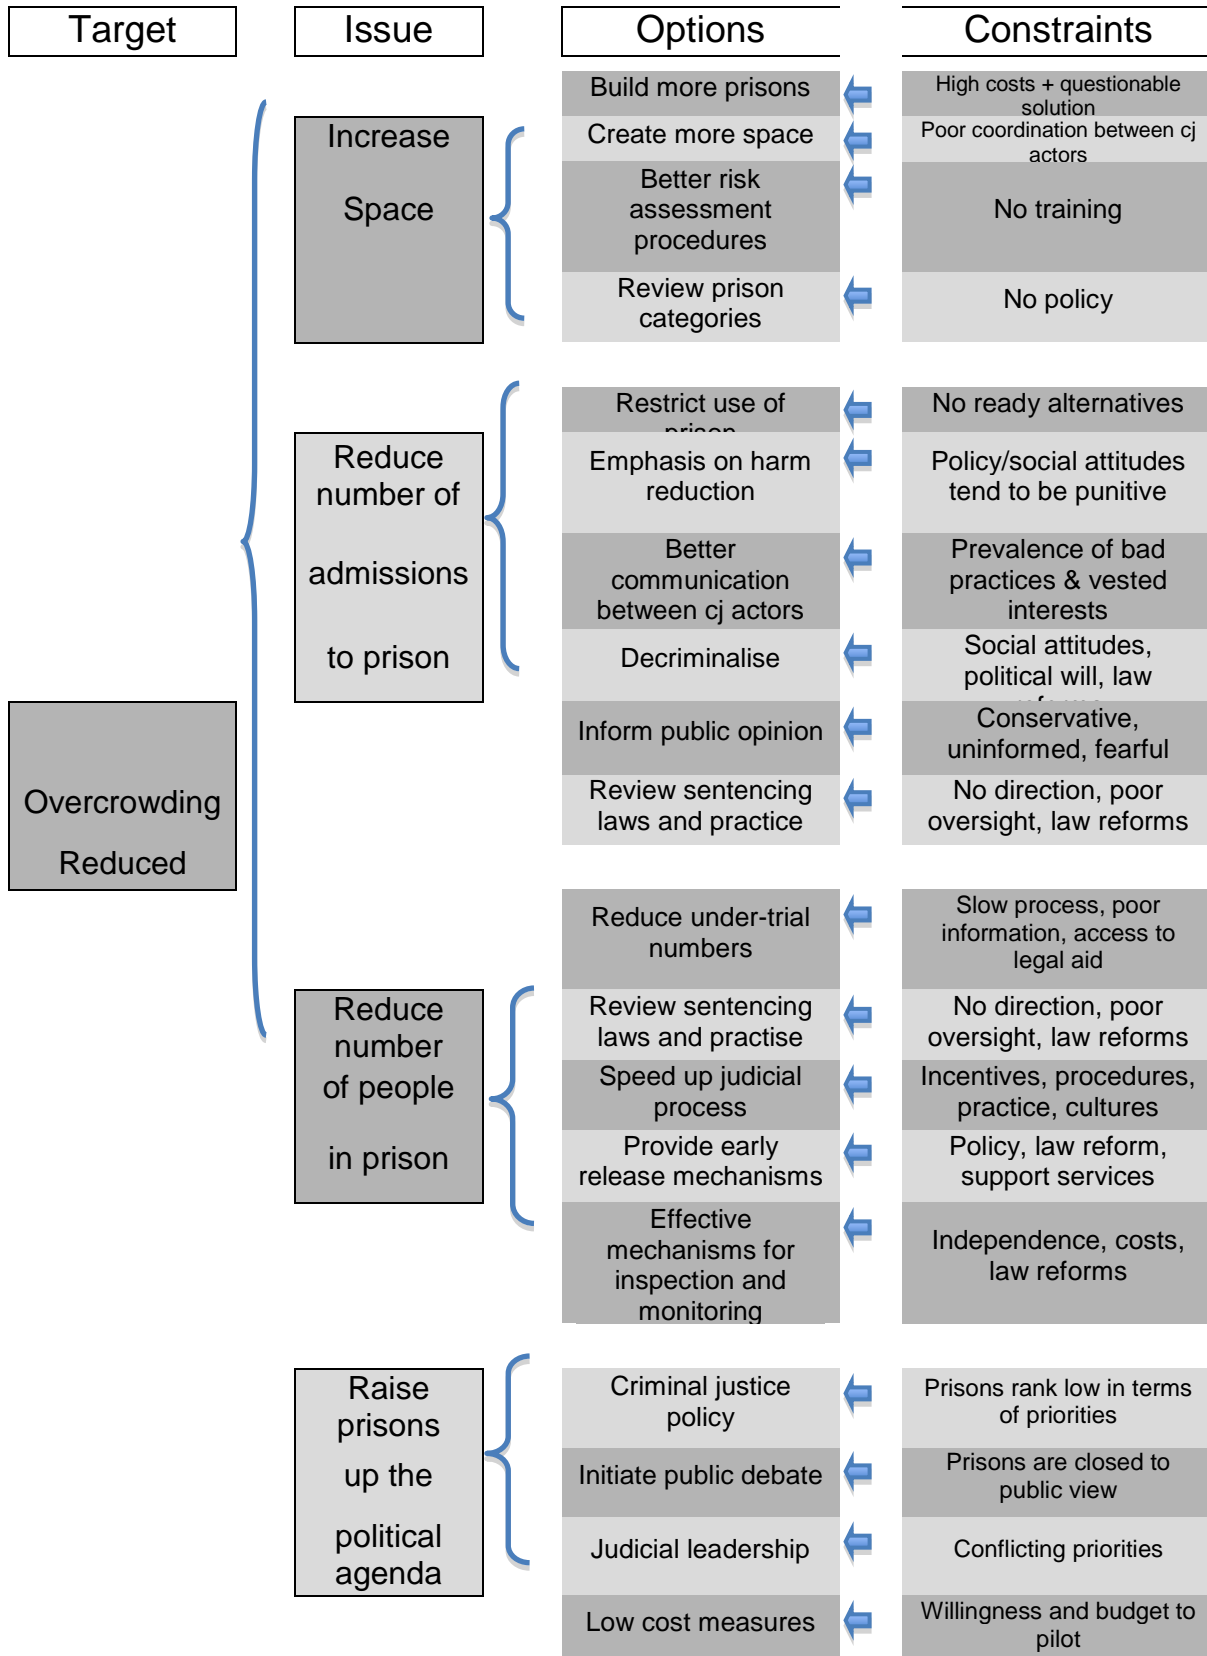 Target
Issue
Options
Constraints
Overcrowding
Reduced
Increase
Space
Build more prisons
High costs + questionable
solution
Create more space
Poor coordination between cj
actors
Better risk
assessment
procedures
No training
Review prison
categories
No policy
Reduce
number of
admissions
to prison
Restrict use of
prison
No ready alternatives
Emphasis on harm
reduction
Policy/social attitudes
tend to be punitive
Better
communication
between cj actors
Prevalence of bad
practices & vested
interests
Decriminalise
Social attitudes,
political will, law
Inform public opinion
Conservative,
uninformed, fearful
Review sentencing
laws and practice
No direction, poor
oversight, law reforms
Reduce
number
of people
in prison
Reduce under-trial
numbers
Slow process, poor
information, access to
legal aid
Review sentencing
laws and practise
No direction, poor
oversight, law reforms
Speed up judicial
process
Incentives, procedures,
practice, cultures
Provide early
release mechanisms
Policy, law reform,
support services
Effective
mechanisms for
inspection and
monitoring
Independence, costs,
law reforms
Raise
prisons
up the
political
agenda
Criminal justice
policy
Prisons rank low in terms
of priorities
Initiate public debate
Prisons are closed to
public view
Judicial leadership
Conflicting priorities
Low cost measures
Willingness and budget to
pilot